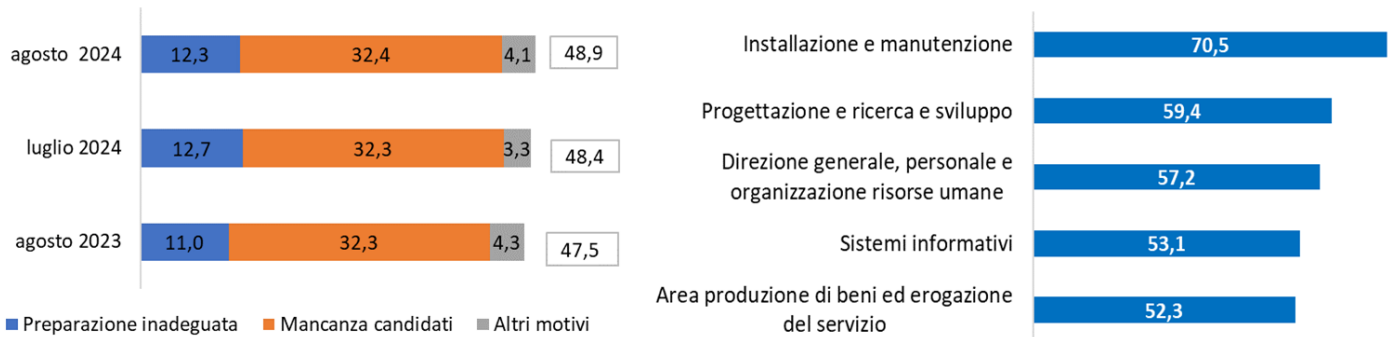 agosto 2024
12,3
32,4
4,1
48,9
luglio 2024
12,7
32,3
3,3
48,4
agosto 2023
11,0
32,3
4,3
47,5
Preparazione inadeguata
Mancanza candidati
Altri motivi
Installazione e manutenzione
70,5
Progettazione e ricerca e sviluppo
59,4
Direzione generale, personale e
organizzazione risorse umane
57,2
Sistemi informativi
53,1
Area produzione di beni ed erogazione
del servizio
52,3